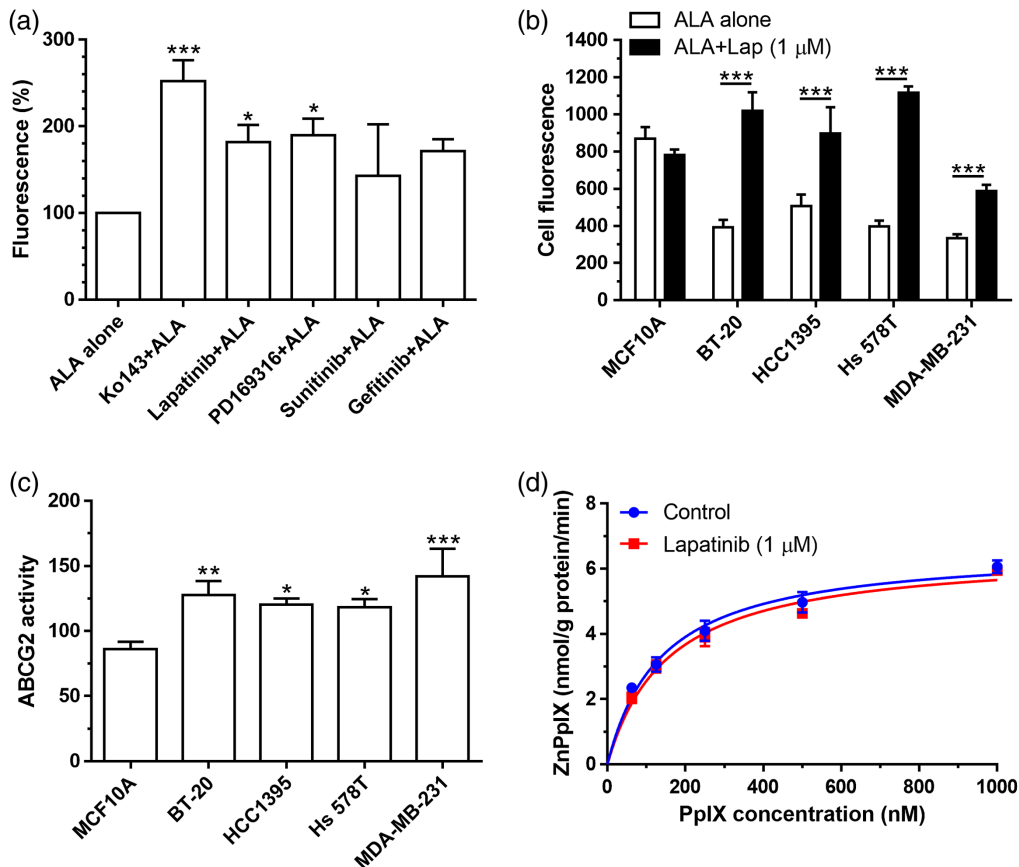 (a)
Fluorescence (%)
300
200
100
0
***
*
*
ALA alone
Ko143+ALA
Lapatinib+ALA
PD169316+ALA
Sunitinib+ALA
Gefitinib+ALA
(b)
ALA alone
ALA+Lap (1 μM)
Cell fluorescence
1400
1200
1000
800
600
400
200
0
***
***
***
***
MCF10A
BT-20
HCC1395
Hs 578T
MDA-MB-231
(c)
ABCG2 activity
200
150
100
50
0
**
*
*
***
MCF10A
BT-20
HCC1395
Hs 578T
MDA-MB-231
(d)
Control
Lapatinib (1 μM)
ZnPpIX (nmol/g protein/min)
8
6
4
2
0
0 200 400 600 800 1000
PpIX concentration (nM)